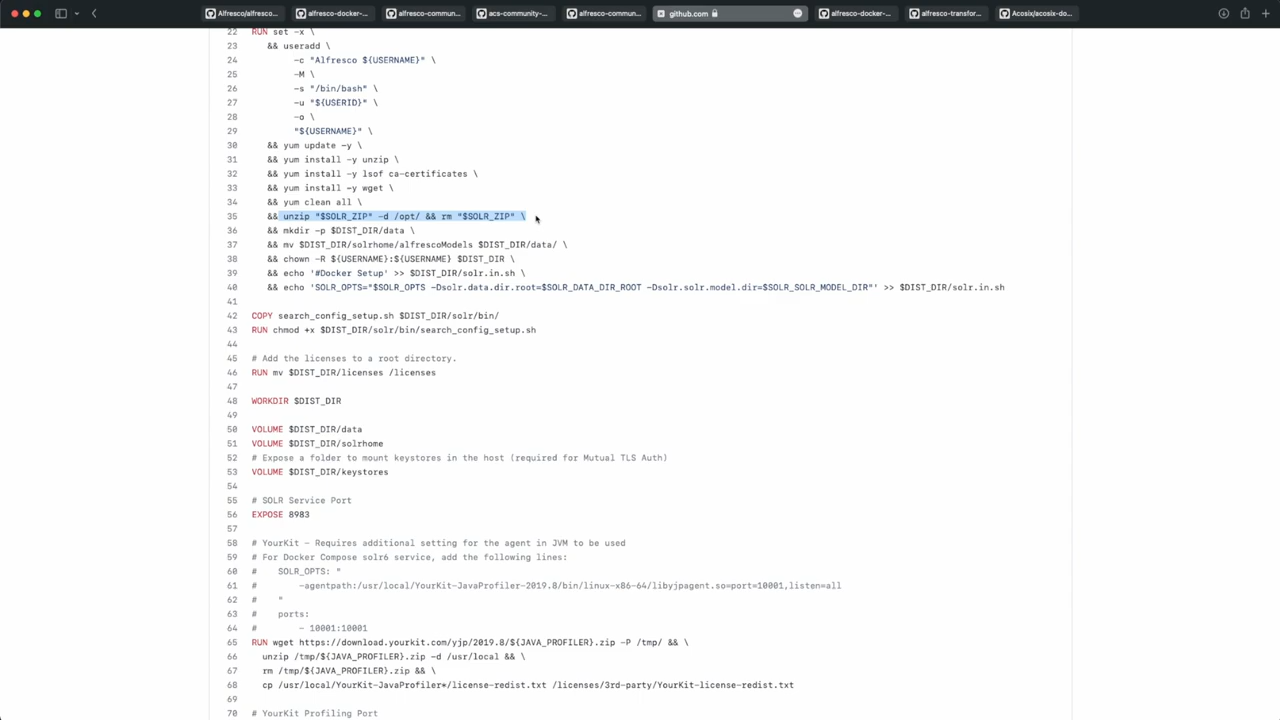 Alfresco/alfresco...
alfresco-docker-...
alfresco-commun...
acs-community-...
alfresco-commun...
github.com
alfresco-docker-...
alfresco-transfor...
Acosix/acosix-do...
22 RUN set -x \
23 && useradd \
24 -c "Alfresco ${USERNAME}" \
25 -M \
26 -s "/bin/bash" \
27 -u "${USERID}" \
28 -o \
29 "${USERNAME}" \
30 && yum update -y \
31 && yum install -y unzip \
32 && yum install -y lsof ca-certificates \
33 && yum install -y wget \
34 && yum clean all \
35 && unzip "$SOLR_ZIP" -d /opt/ && rm "$SOLR_ZIP" \
36 && mkdir -p $DIST_DIR/data \
37 && mv $DIST_DIR/solrhome/alfrescoModels $DIST_DIR/data/ \
38 && chown -R ${USERNAME}:${USERNAME} $DIST_DIR \
39 && echo '#Docker Setup' >> $DIST_DIR/solr.in.sh \
40 && echo 'SOLR_OPTS="$SOLR_OPTS -Dsolr.data.dir.root=$SOLR_DATA_DIR_ROOT -Dsolr.solr.model.dir=$SOLR_SOLR_MODEL_DIR"' >> $DIST_DIR/solr.in.sh
41
42 COPY search_config_setup.sh $DIST_DIR/solr/bin/
43 RUN chmod +x $DIST_DIR/solr/bin/search_config_setup.sh
44
45 # Add the licenses to a root directory.
46 RUN mv $DIST_DIR/licenses /licenses
47
48 WORKDIR $DIST_DIR
49
50 VOLUME $DIST_DIR/data
51 VOLUME $DIST_DIR/solrhome
52 # Expose a folder to mount keystores in the host (required for Mutual TLS Auth)
53 VOLUME $DIST_DIR/keystores
54
55 # SOLR Service Port
56 EXPOSE 8983
57
58 # YourKit - Requires additional setting for the agent in JVM to be used
59 # For Docker Compose solr6 service, add the following lines:
60 # SOLR_OPTS: "
61 # -agentpath:/usr/local/YourKit-JavaProfiler-2019.8/bin/linux-x86-64/libyjpagent.so=port=10001,listen=all
62 # "
63 # ports:
64 # - 10001:10001
65 RUN wget https://download.yourkit.com/yjp/2019.8/${JAVA_PROFILER}.zip -P /tmp/ && \
66 unzip /tmp/${JAVA_PROFILER}.zip -d /usr/local && \
67 rm /tmp/${JAVA_PROFILER}.zip && \
68 cp /usr/local/YourKit-JavaProfiler*/license-redist.txt /licenses/3rd-party/YourKit-license-redist.txt
69
70 # YourKit Profiling Port